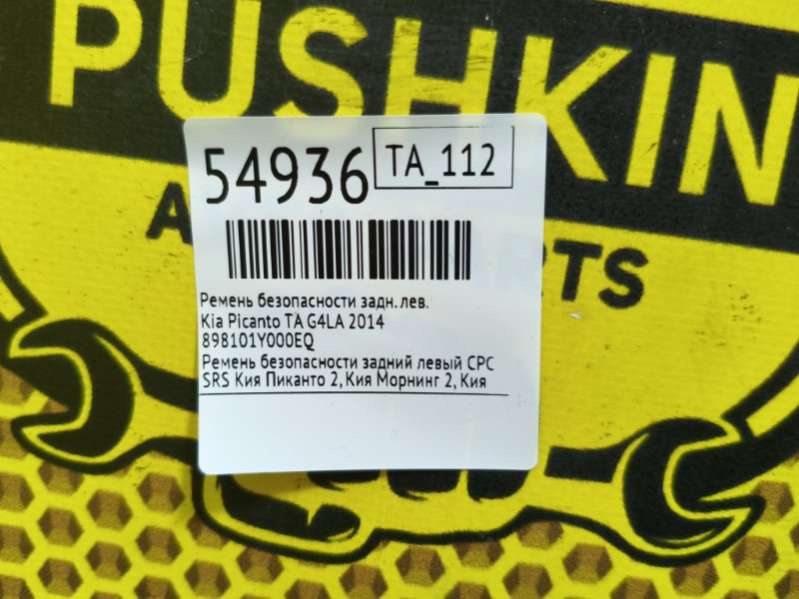 PUSHKIN
54936 TA_112
Ремень безопасности задн. лев.
Kia Picanto TA G4LA 2014
898101Y000EQ
Ремень безопасности задний левый СРС
SRS Кия Пиканто 2, Кия Морнинг 2, Кия